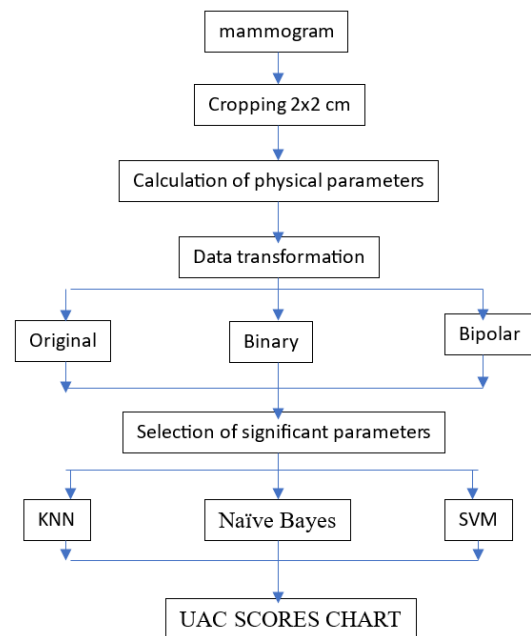 mammogram
Cropping 2x2 cm
Calculation of physical parameters
Data transformation
Original
Binary
Bipolar
Selection of significant parameters
KNN
Naïve Bayes
SVM
UAC SCORES CHART